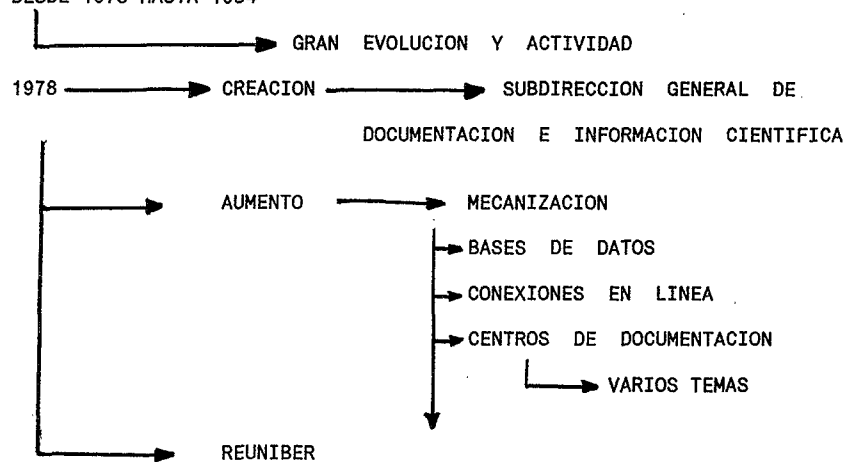 GRAN EVOLUCION Y ACTIVIDAD
1978 CREACION SUBDIRECCION GENERAL DE
DOCUMENTACION E INFORMACION CIENTIFICA
AUMENTO MECANIZACION
BASES DE DATOS
CONEXIONES EN LINEA
CENTROS DE DOCUMENTACION
VARIOS TEMAS
REUNIBER